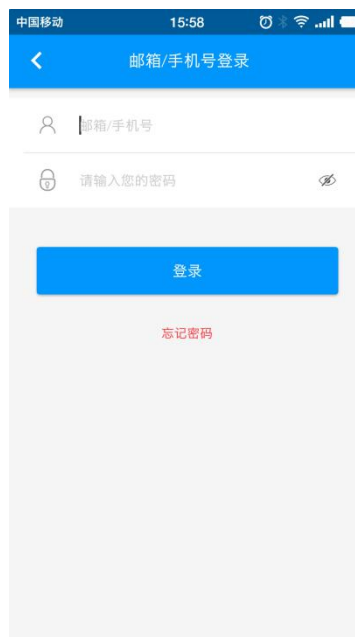 中国移动 15:58
邮箱/手机号登录
邮箱/手机号
请输入您的密码
登录
忘记密码